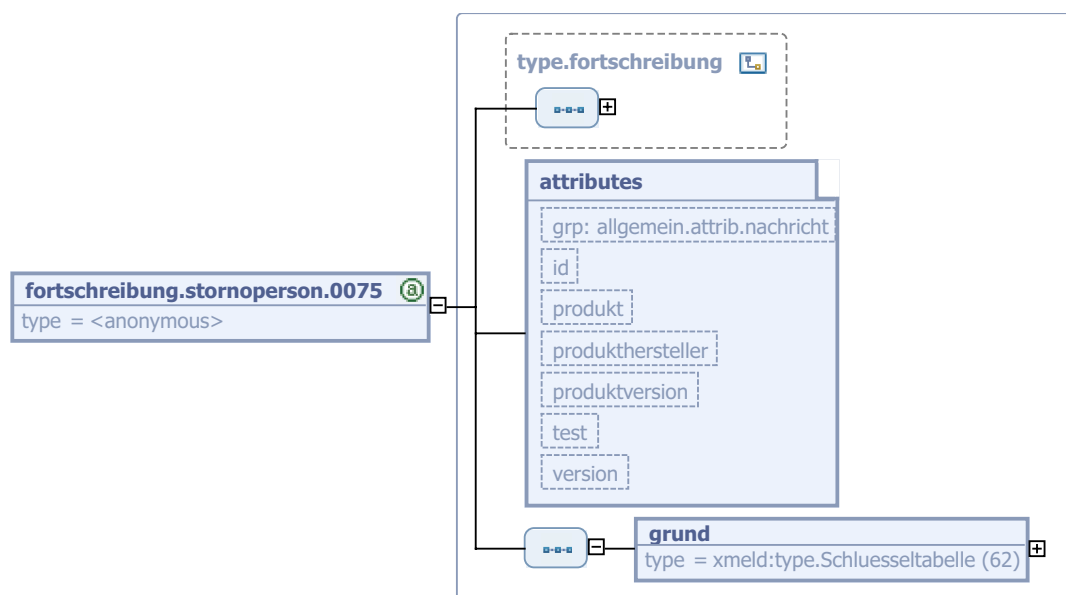 type.fortschreibung
attributes
grp: allgemein.attrib.nachricht
id
produkt
produkthersteller
produktversion
test
version
fortschreibung.stornoperson.0075 @
type = <anonymous>
grund
type = xmeld:type.Schluesseltabelle (62)